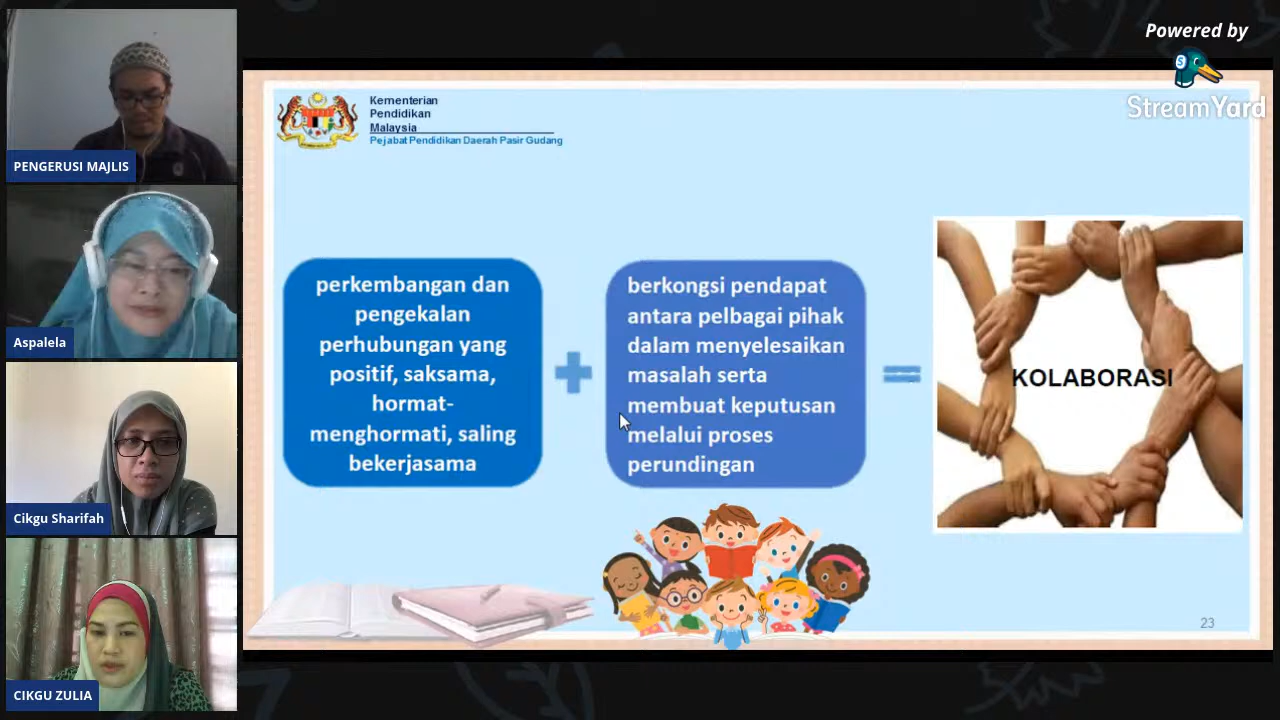 Powered by
StreamYard
PENGERUSI MAJLIS
Aspalela
Cikgu Sharifah
CIKGU ZULIA
Kementerian
Pendidikan
Malaysia
Pejabat Pendidikan Daerah Pasir Gudang
perkembangan dan
pengekalan
perhubungan yang
positif, saksama,
hormat-
menghormati, saling
bekerjasama
berkongsi pendapat
antara pelbagai pihak
dalam menyelesaikan
masalah serta
membuat keputusan
melalui proses
perundingan
KOLABORASI
23